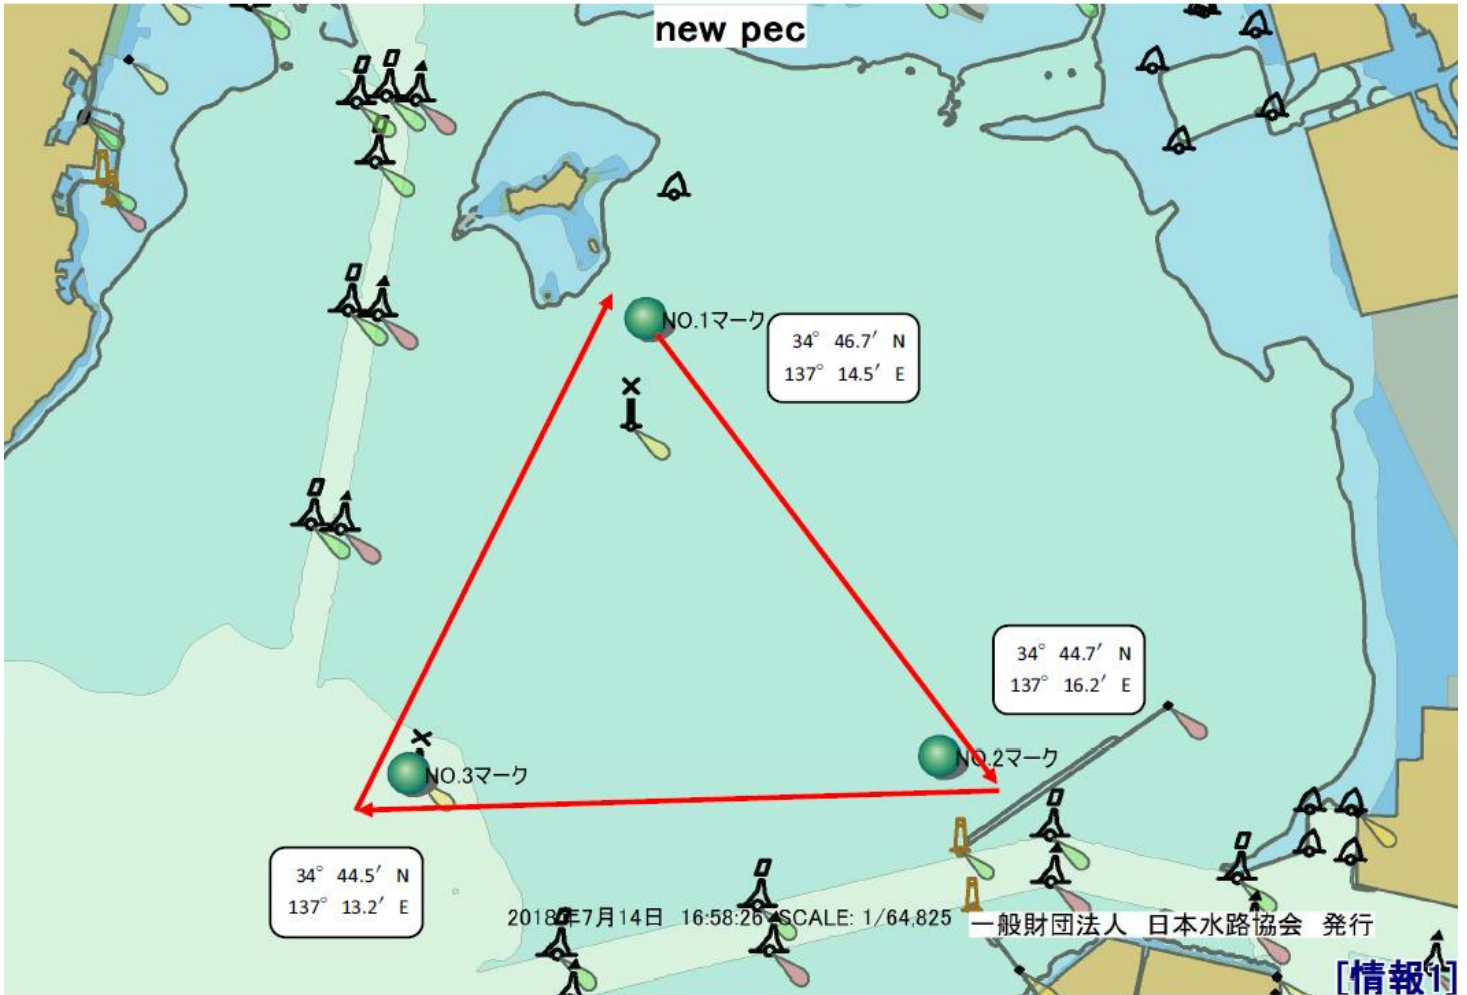 new pec
NO.1マーク
34° 46.7′ N
137° 14.5′ E
34° 44.7′ N
137° 16.2′ E
NO.2マーク
NO.3マーク
34° 44.5′ N
137° 13.2′ E
2018年7月14日 16:58:26 SCALE: 1/64,825
一般財団法人 日本水路協会 発行
[情報1]